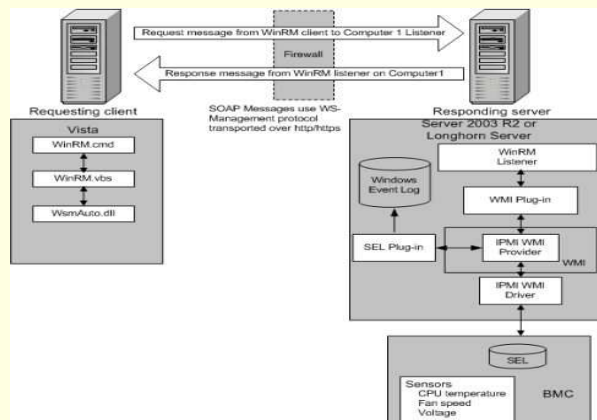 Request message from WinRM client to Computer 1 Listener
Firewall
Response message from WinRM listener on Computer1
Requesting client
SOAP Messages use WS-
Management protocol
transported over http/https
Responding server
Vista
WinRM.cmd
WinRM.vbs
WsmAuto.dll
Server 2003 R2 or
Longhorn Server
WinRM
Listener
Windows
Event Log
WMI Plug-in
SEL Plug-in
IPMI WMI
Provider
WMI
IPMI WMI
Driver
SEL
BMC
Sensors
CPU temperature
Fan speed
Voltage